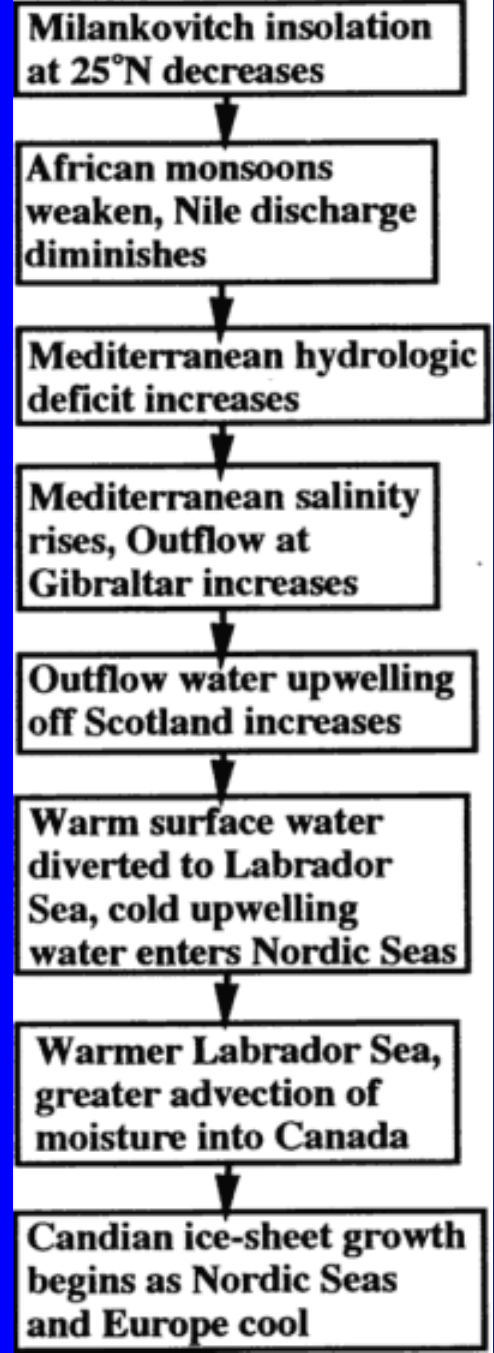 Milankovitch insolation
at 25°N decreases
African monsoons
weaken, Nile discharge
diminishes
Mediterranean hydrologic
deficit increases
Mediterranean salinity
rises, Outflow at
Gibraltar increases
Outflow water upwelling
off Scotland increases
Warm surface water
diverted to Labrador
Sea, cold upwelling
water enters Nordic Seas
Warmer Labrador Sea,
greater advection of
moisture into Canada
Candian ice-sheet growth
begins as Nordic Seas
and Europe cool